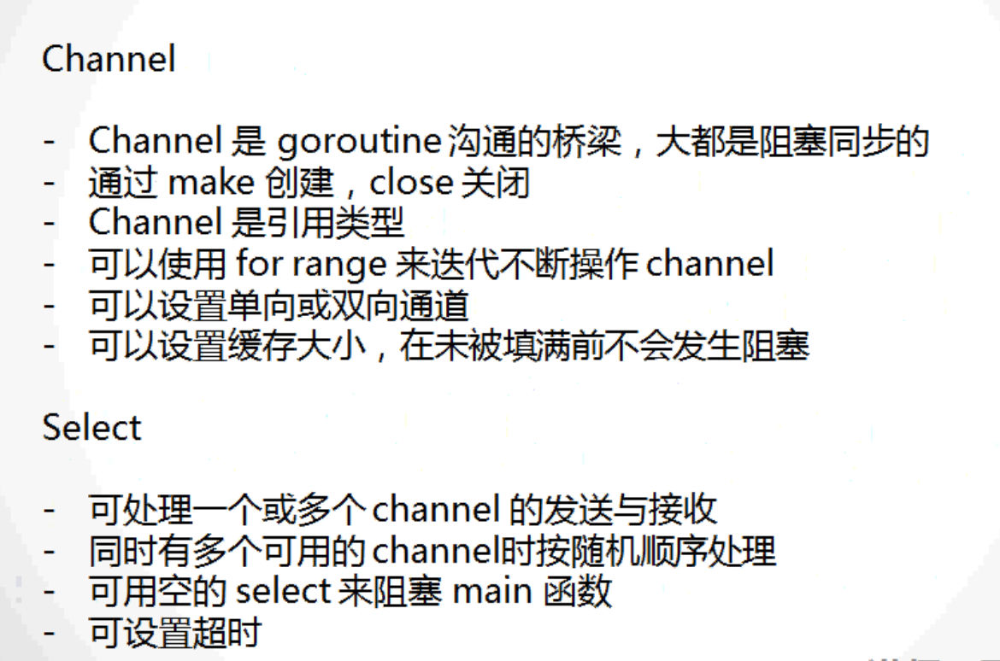 Channel
- Channel 是 goroutine 沟通的桥梁，大都是阻塞同步的
- 通过 make 创建，close 关闭
- Channel 是引用类型
- 可以使用 for range 来迭代不断操作 channel
- 可以设置单向或双向通道
- 可以设置缓存大小，在未被填满前不会发生阻塞
Select
- 可处理一个或多个 channel 的发送与接收
- 同时有多个可用的 channel时按随机顺序处理
- 可用空的 select 来阻塞 main 函数
- 可设置超时